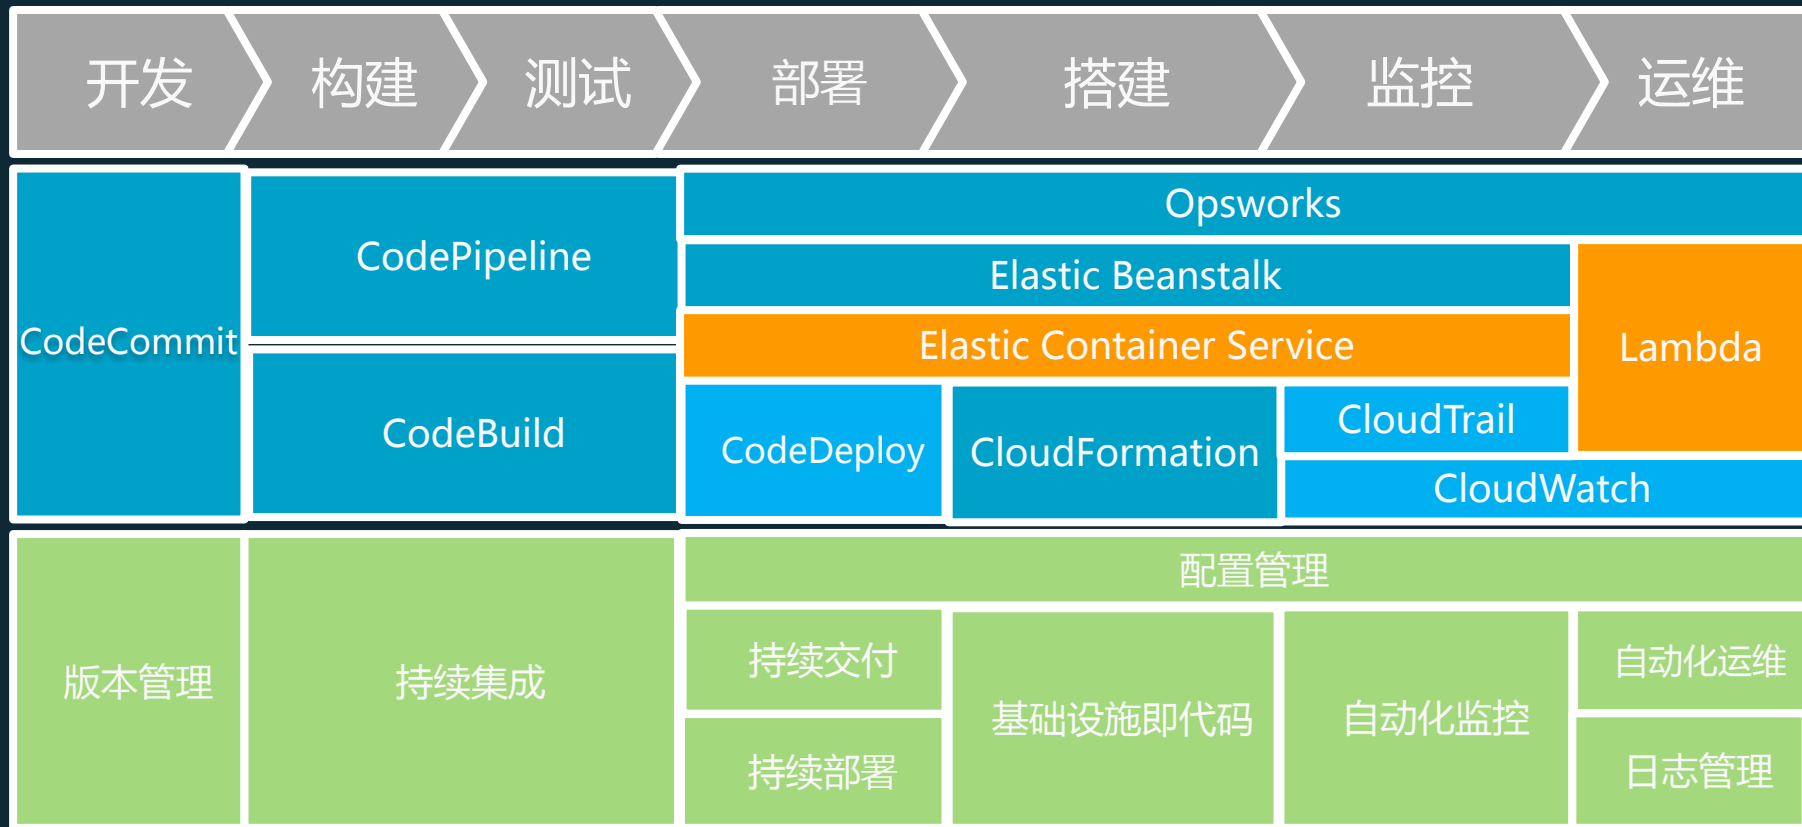 开发
构建
测试
部署
搭建
监控
运维
CodeCommit
CodePipeline
CodeBuild
Opsworks
Elastic Beanstalk
Elastic Container Service
Lambda
CodeDeploy
CloudFormation
CloudTrail
CloudWatch
版本管理
持续集成
配置管理
持续交付
持续部署
基础设施即代码
自动化监控
自动化运维
日志管理